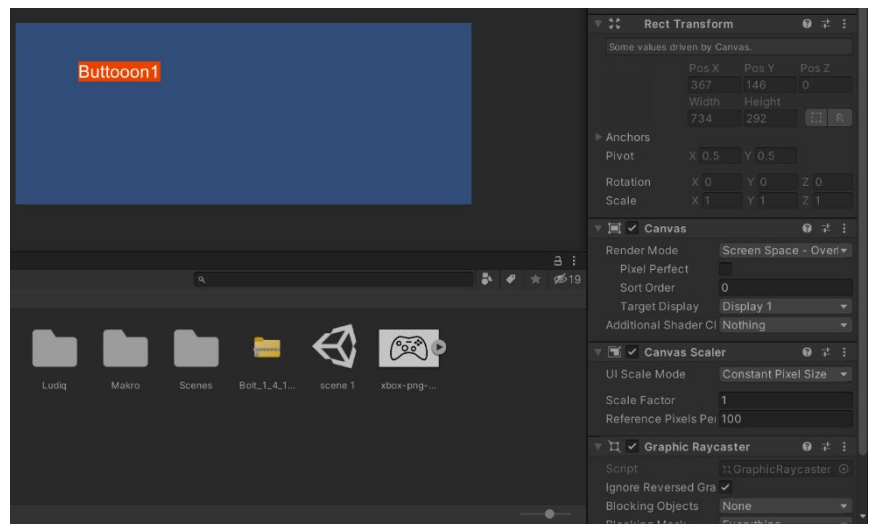 Buttooon1
19
Ludiq
Makro
Scenes
Bolt_1_4_1...
scene 1
xbox-png-...
Rect Transform
Some values driven by Canvas.
Pos X Pos Y Pos Z
367 146 0
Width Height
734 292
R
Anchors
Pivot X 0.5 Y 0.5
Rotation X 0 Y 0 Z 0
Scale X 1 Y 1 Z 1
Canvas
Render Mode Screen Space - Overl
Pixel Perfect
Sort Order 0
Target Display Display 1
Additional Shader Cl Nothing
Canvas Scaler
UI Scale Mode Constant Pixel Size
Scale Factor 1
Reference Pixels Per 100
Graphic Raycaster
Script GraphicRaycaster
Ignore Reversed Gra
Blocking Objects None
Blocking Mask Everything